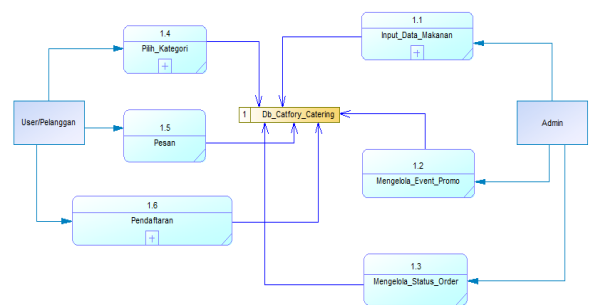 1.4
Pilih_Kategori
+
1.1
Input_Data_Makanan
+
1 Db_Catfory_Catering
User/Pelanggan
1.5
Pesan
Admin
1.2
Mengelola_Event_Promo
1.6
Pendaftaran
+
1.3
Mengelola_Status_Order